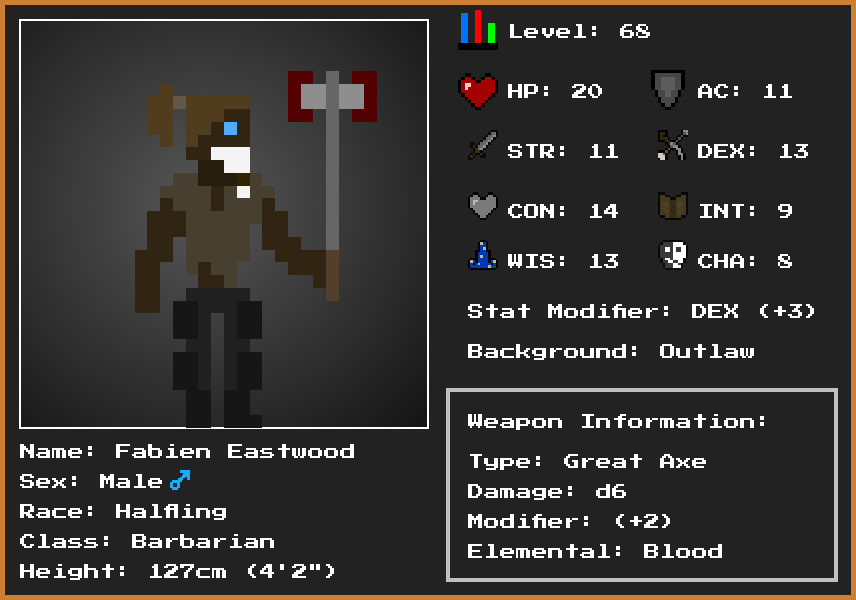 Level: 68
HP: 20
AC: 11
STR: 11
DEX: 13
CON: 14
INT: 9
WIS: 13
CHA: 8
Stat Modifier: DEX (+3)
Background: Outlaw
Weapon Information:
Type: Great Axe
Damage: d6
Modifier: (+2)
Elemental: Blood
Name: Fabien Eastwood
Sex: Male ♂
Race: Halfling
Class: Barbarian
Height: 127cm (4'2")